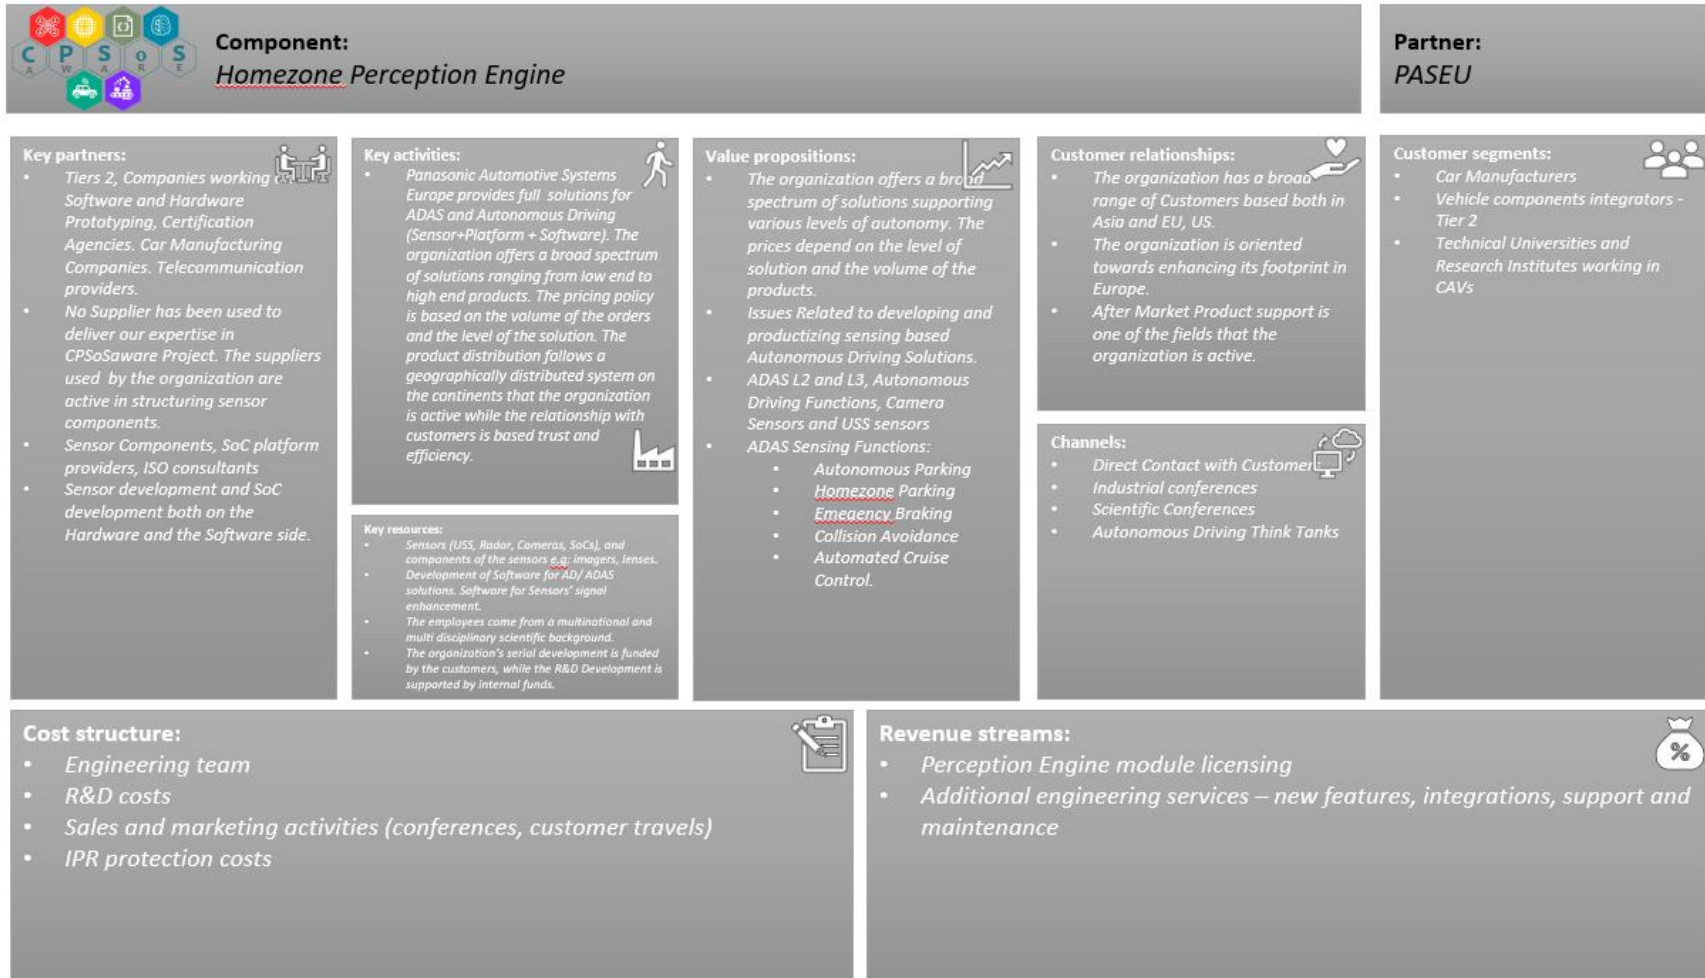 C P S o S
A W A R E
Component:
Homezone Perception Engine
Partner:
PASEU
Key partners:
• Tiers 2, Companies working
Software and Hardware
Prototyping, Certification
Agencies. Car Manufacturing
Companies. Telecommunication
providers.
• No Supplier has been used to
deliver our expertise in
CPSoSaware Project. The suppliers
used by the organization are
active in structuring sensor
components.
• Sensor Components, SoC platform
providers, ISO consultants
• Sensor development and SoC
development both on the
Hardware and the Software side.
Key activities:
• Panasonic Automotive Systems
Europe provides full solutions for
ADAS and Autonomous Driving
(Sensor+Platform + Software). The
organization offers a broad spectrum
of solutions ranging from low end to
high end products. The pricing policy
is based on the volume of the orders
and the level of the solution. The
product distribution follows a
geographically distributed system on
the continents that the organization
is active while the relationship with
customers is based trust and
efficiency.
Key resources:
• Sensors (USS, Radar, Cameras, SoCs), and
components of the sensors e.g: imagers, lenses.
• Development of Software for AD/ ADAS
solutions. Software for Sensors' signal
enhancement.
• The employees come from a multinational and
multi disciplinary scientific background.
• The organization's serial development is funded
by the customers, while the R&D Development is
supported by internal funds.
Value propositions:
• The organization offers a broad
spectrum of solutions supporting
various levels of autonomy. The
prices depend on the level of
solution and the volume of the
products.
• Issues Related to developing and
productizing sensing based
Autonomous Driving Solutions.
• ADAS L2 and L3, Autonomous
Driving Functions, Camera
Sensors and USS sensors
• ADAS Sensing Functions:
• Autonomous Parking
• Homezone Parking
• Emegency Braking
• Collision Avoidance
• Automated Cruise
Control.
Customer relationships:
• The organization has a broad
range of Customers based both in
Asia and EU, US.
• The organization is oriented
towards enhancing its footprint in
Europe.
• After Market Product support is
one of the fields that the
organization is active.
Channels:
• Direct Contact with Customer
• Industrial conferences
• Scientific Conferences
• Autonomous Driving Think Tanks
Customer segments:
• Car Manufacturers
• Vehicle components integrators -
Tier 2
• Technical Universities and
Research Institutes working in
CAVs
Cost structure:
• Engineering team
• R&D costs
• Sales and marketing activities (conferences, customer travels)
• IPR protection costs
Revenue streams:
• Perception Engine module licensing
• Additional engineering services – new features, integrations, support and
maintenance